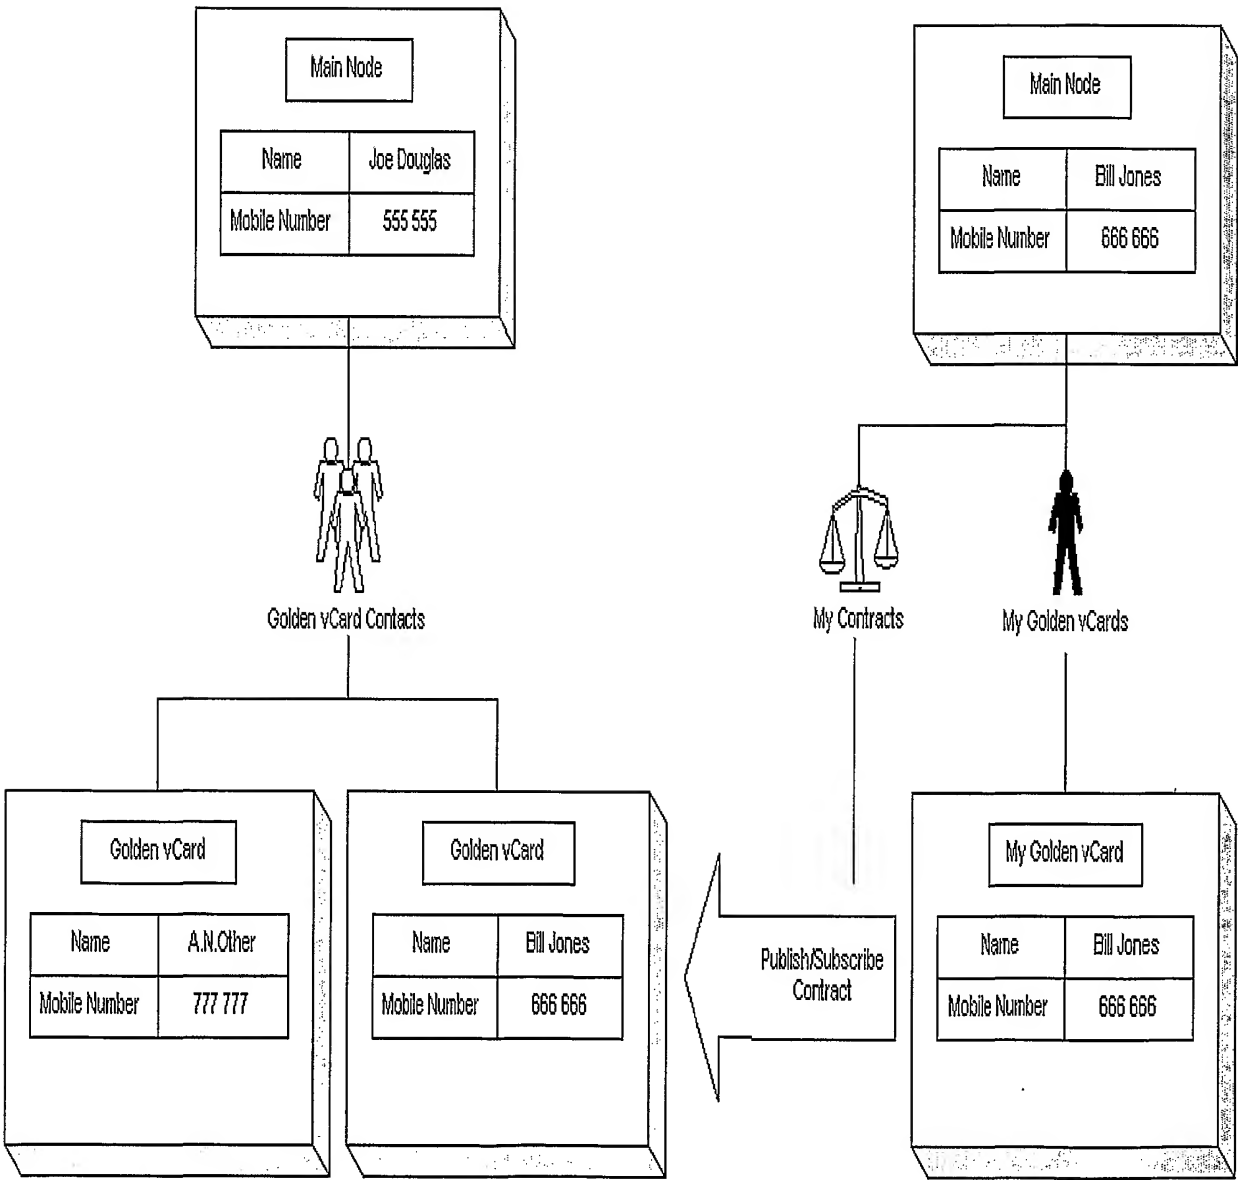 Main Node
Name Joe Douglas
Mobile Number 555 555
Main Node
Name Bill Jones
Mobile Number 666 666
Golden vCard Contacts
My Contracts
My Golden vCards
Golden vCard
Name A.N.Other
Mobile Number 777 777
Golden vCard
Name Bill Jones
Mobile Number 666 666
Publish/Subscribe
Contract
My Golden vCard
Name Bill Jones
Mobile Number 666 666